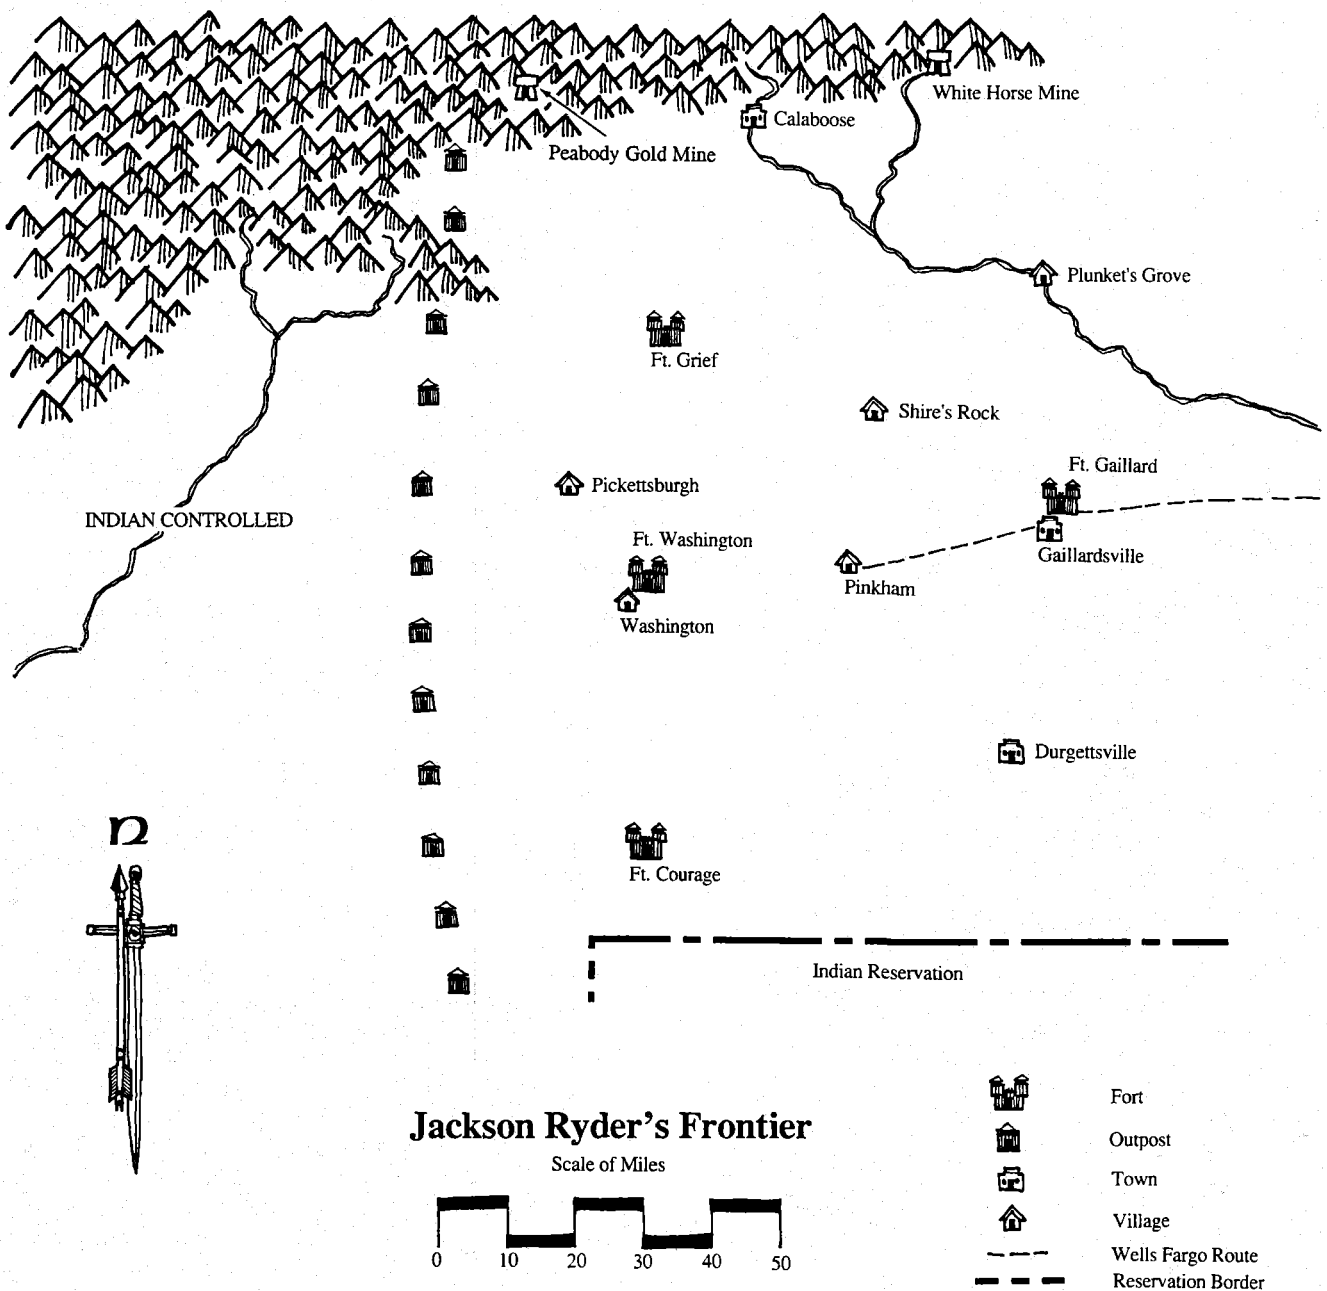 White Horse Mine
Calaboose
Peabody Gold Mine
Plunket's Grove
Ft. Grief
Shire's Rock
Ft. Gaillard
Pickettsburgh
INDIAN CONTROLLED
Ft. Washington
Gaillardsville
Pinkham
Washington
Durgettsville
n
Ft. Courage
Indian Reservation
Jackson Ryder's Frontier
Scale of Miles
0 10 20 30 40 50
Fort
Outpost
Town
Village
Wells Fargo Route
Reservation Border